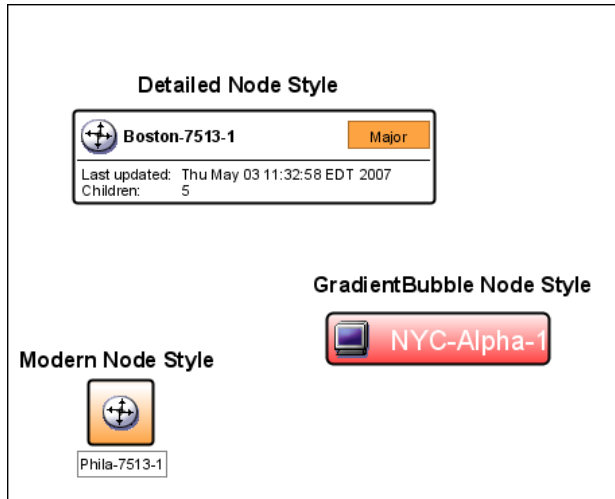 Detailed Node Style
Boston-7513-1
Major
Last updated: Thu May 03 11:32:58 EDT 2007
Children: 5
GradientBubble Node Style
NYC-Alpha-1
Modern Node Style
Phila-7513-1